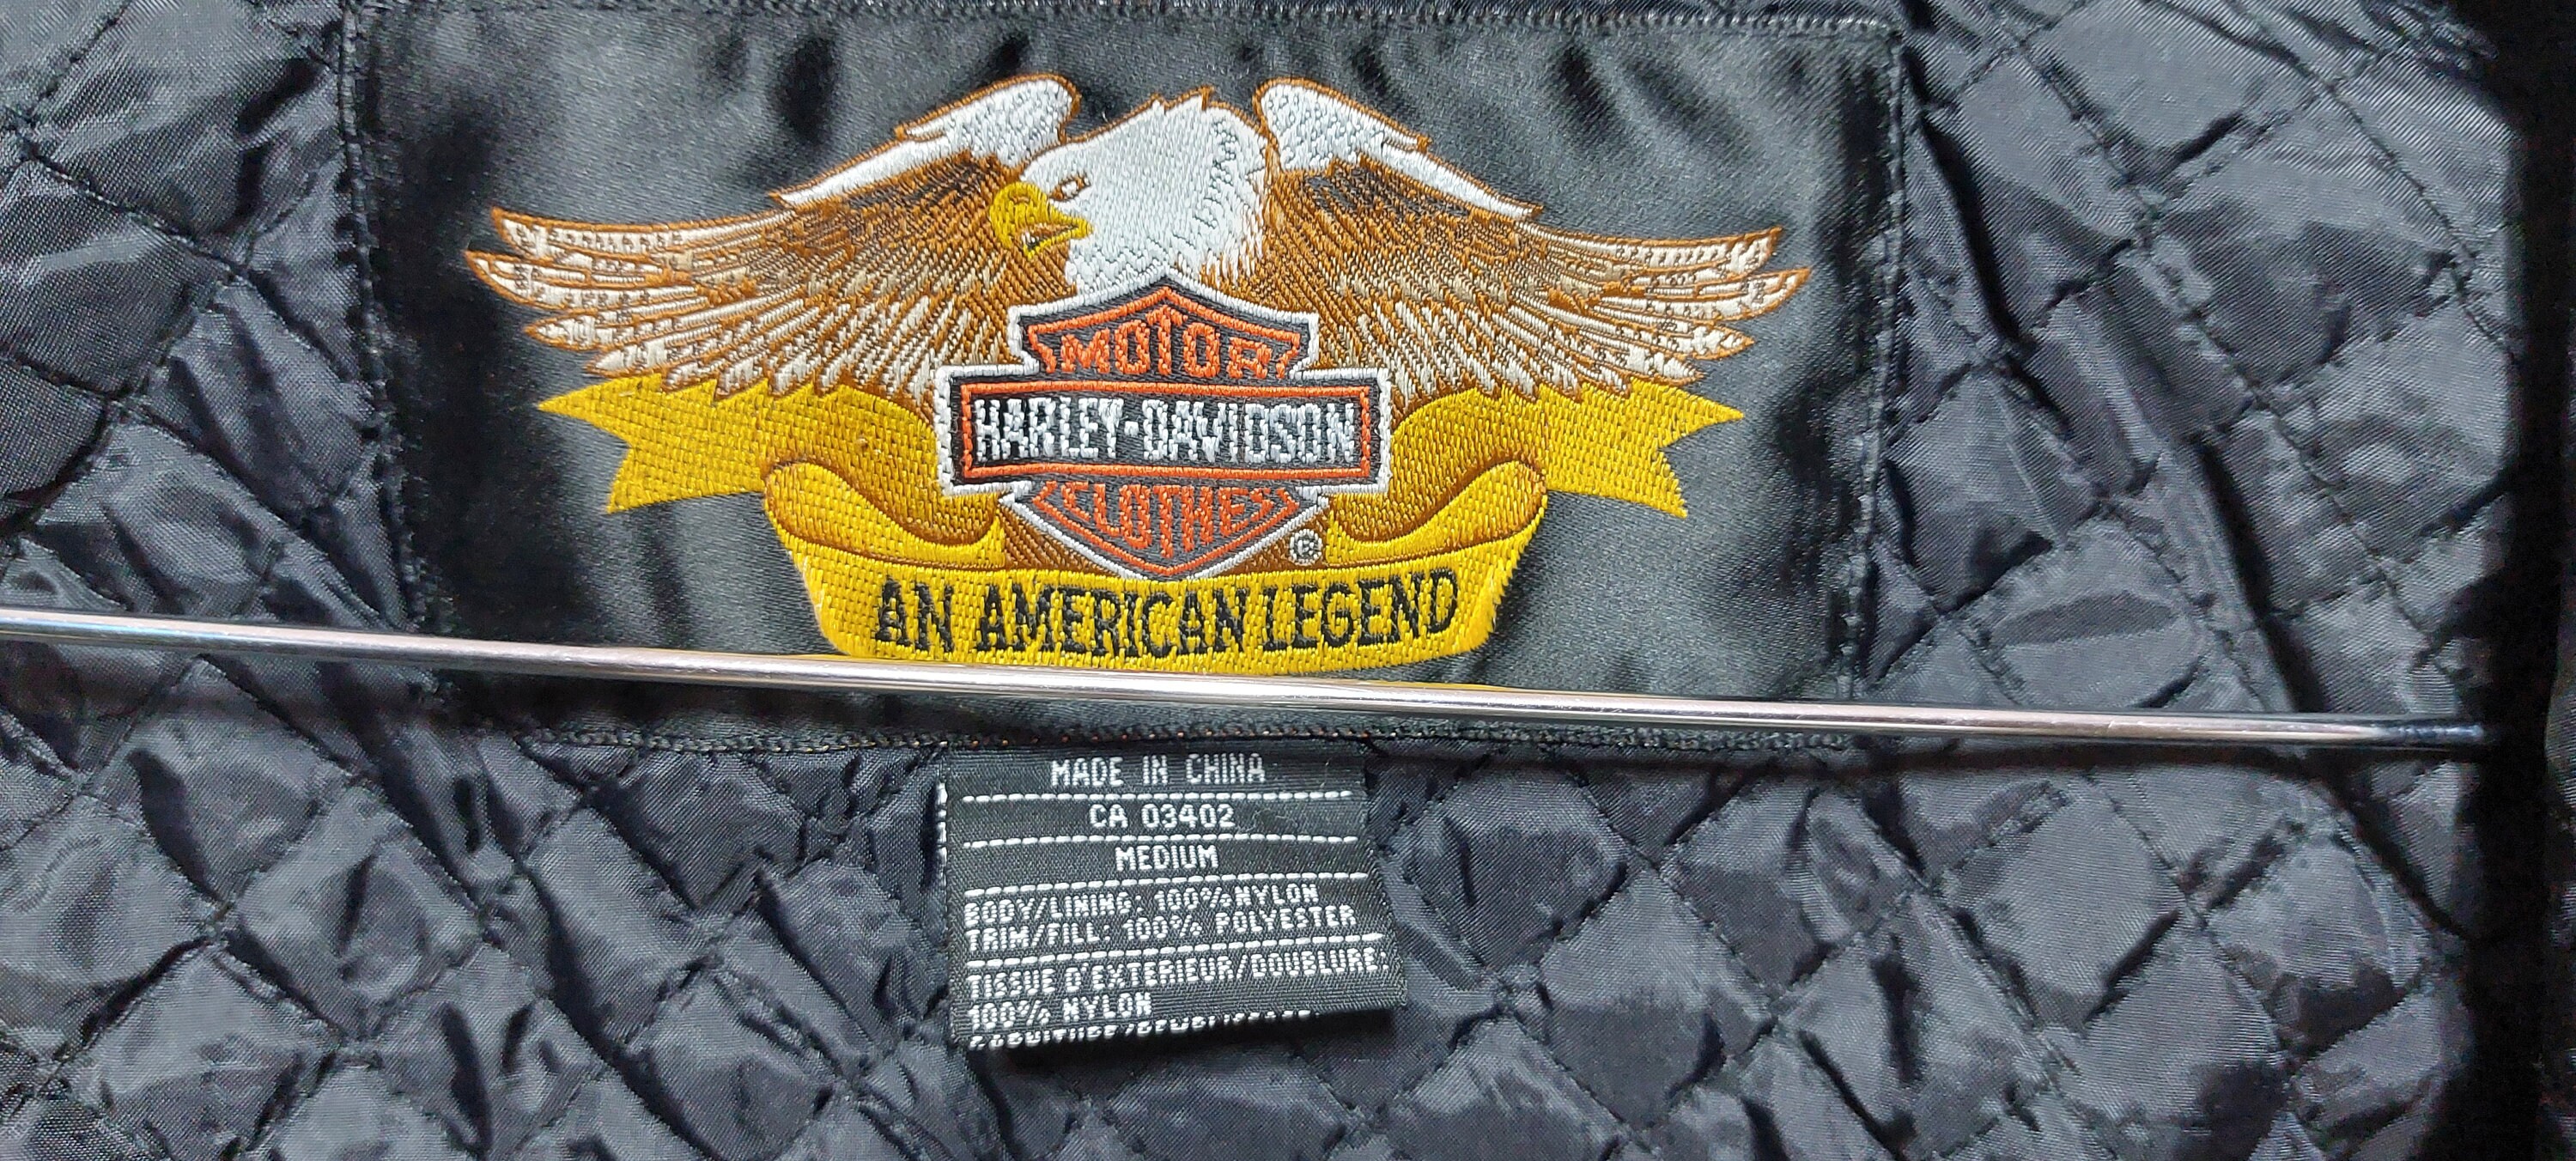 MOTOR
HARLEY-DAVIDSON
CLOTHES
®
AN AMERICAN LEGEND
MADE IN CHINA
CA 03402
MEDIUM
BODY/LINING: 100% NYLON
TRIM/FILL: 100% POLYESTER
TISSUE D'EXTERIEUR/DOUBLURE:
100% NYLON